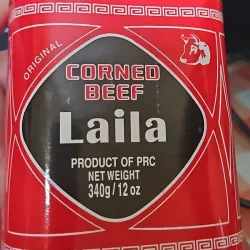 ORIGINAL
CORNED
BEEF
Laila
PRODUCT OF PRC
NET WEIGHT
340g/12 oz